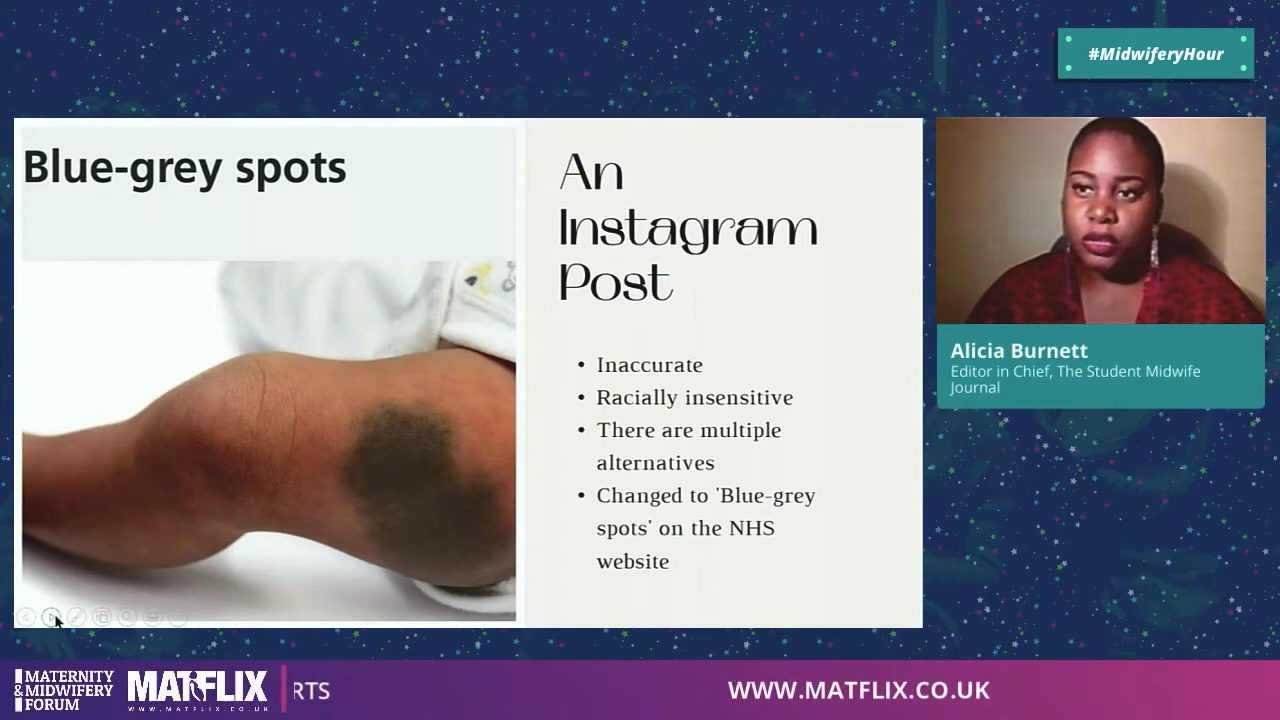 #MidwiferyHour
Blue-grey spots
An
Instagram
Post
• Inaccurate
• Racially insensitive
• There are multiple
alternatives
• Changed to 'Blue-grey
spots' on the NHS
website
Alicia Burnett
Editor in Chief, The Student Midwife
Journal
MATERNITY
&MIDWIFERY
FORUM
MATFLIX
WWW.MATFLIX.CO.UK
RTS
WWW.MATFLIX.CO.UK